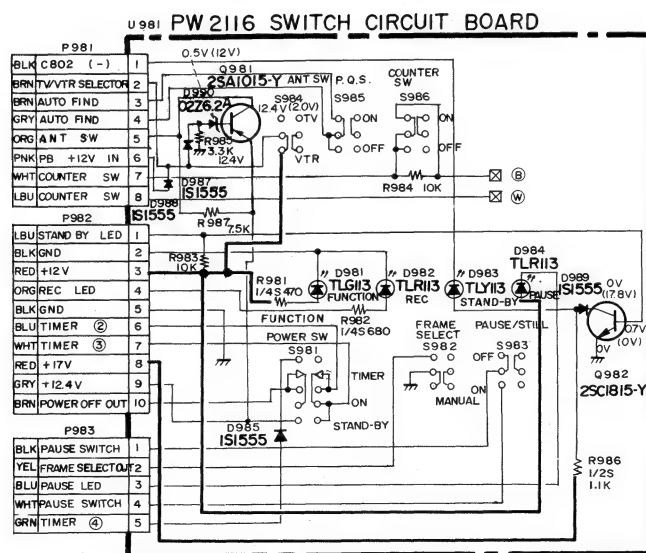 U981 PW 2116 SWITCH CIRCUIT BOARD
P981
BLK C802 (-) 1
BRN TV/VTR SELECTOR 2
BRN AUTO FIND 3
GRY AUTO FIND 4
ORG ANT SW 5
PNK PB +12V IN 6
WHT COUNTER SW 7
LBU COUNTER SW 8
P982
LBU STAND BY LED 1
BLK GND 2
RED +12V 3
ORG REC LED 4
BLK GND 5
BLU TIMER ② 6
WHT TIMER ③ 7
RED +17V 8
GRY +12.4V 9
BRN POWER OFF OUT 10
P983
BLK PAUSE SWITCH 1
YEL FRAME SELECT OUT 2
BLU PAUSE LED 3
WHT PAUSE SWITCH 4
GRN TIMER ④ 5
0.5V (12V)
Q981
2SA1015-Y
D990
02Z6.2A
12.4V (2.0V)
R985
3.3K
124V
D987
1S1555
D988
1S1555
R987
7.5K
ANT SW
S984
OTV
VTR
P.Q.S.
S985
ON
OFF
COUNTER
SW
S986
ON
OFF
R984 10K
Ⓑ
Ⓦ
R983
10K
R981
1/4S 470
D981
TLG113
FUNCTION
D982
TLR113
REC
R982
1/4S 680
D983
TLY113
STAND-BY
D984
TLR113
PAUSE
D989
1S1555
0V
(17.8V)
0.7V
(0V)
0V
Q982
2SC1815-Y
FUNCTION
POWER SW
S981
TIMER
ON
STAND-BY
D985
1S1555
FRAME
SELECT
S982
MANUAL
PAUSE/STILL
OFF S983
ON
R986
1/2S
1.1K